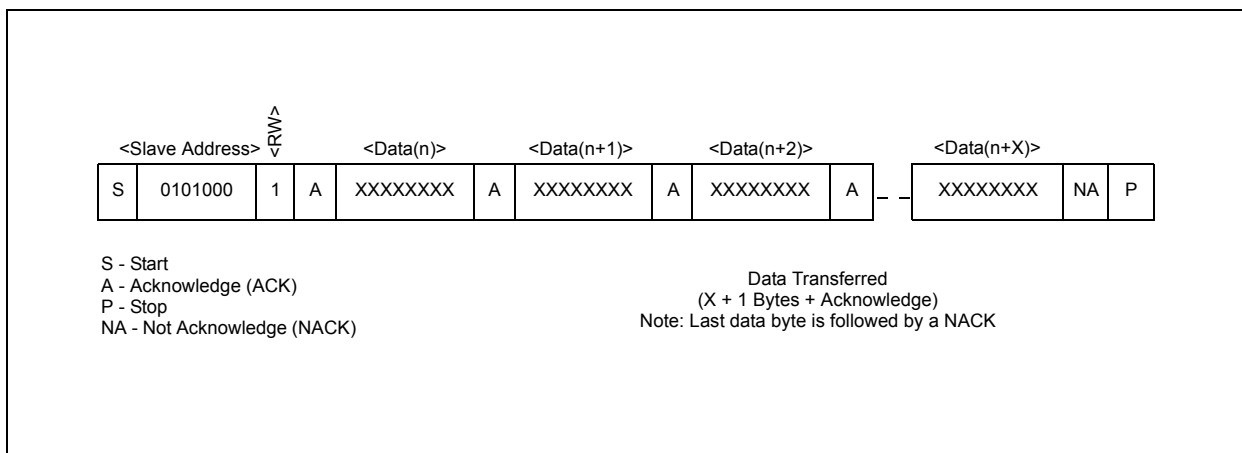 <Slave Address> <RW> <Data(n)> <Data(n+1)> <Data(n+2)> <Data(n+X)>
S 0101000 1 A XXXXXXXX A XXXXXXXX A XXXXXXXX A XXXXXXXX NA P
S - Start
A - Acknowledge (ACK)
P - Stop
NA - Not Acknowledge (NACK)
Data Transferred
(X + 1 Bytes + Acknowledge)
Note: Last data byte is followed by a NACK